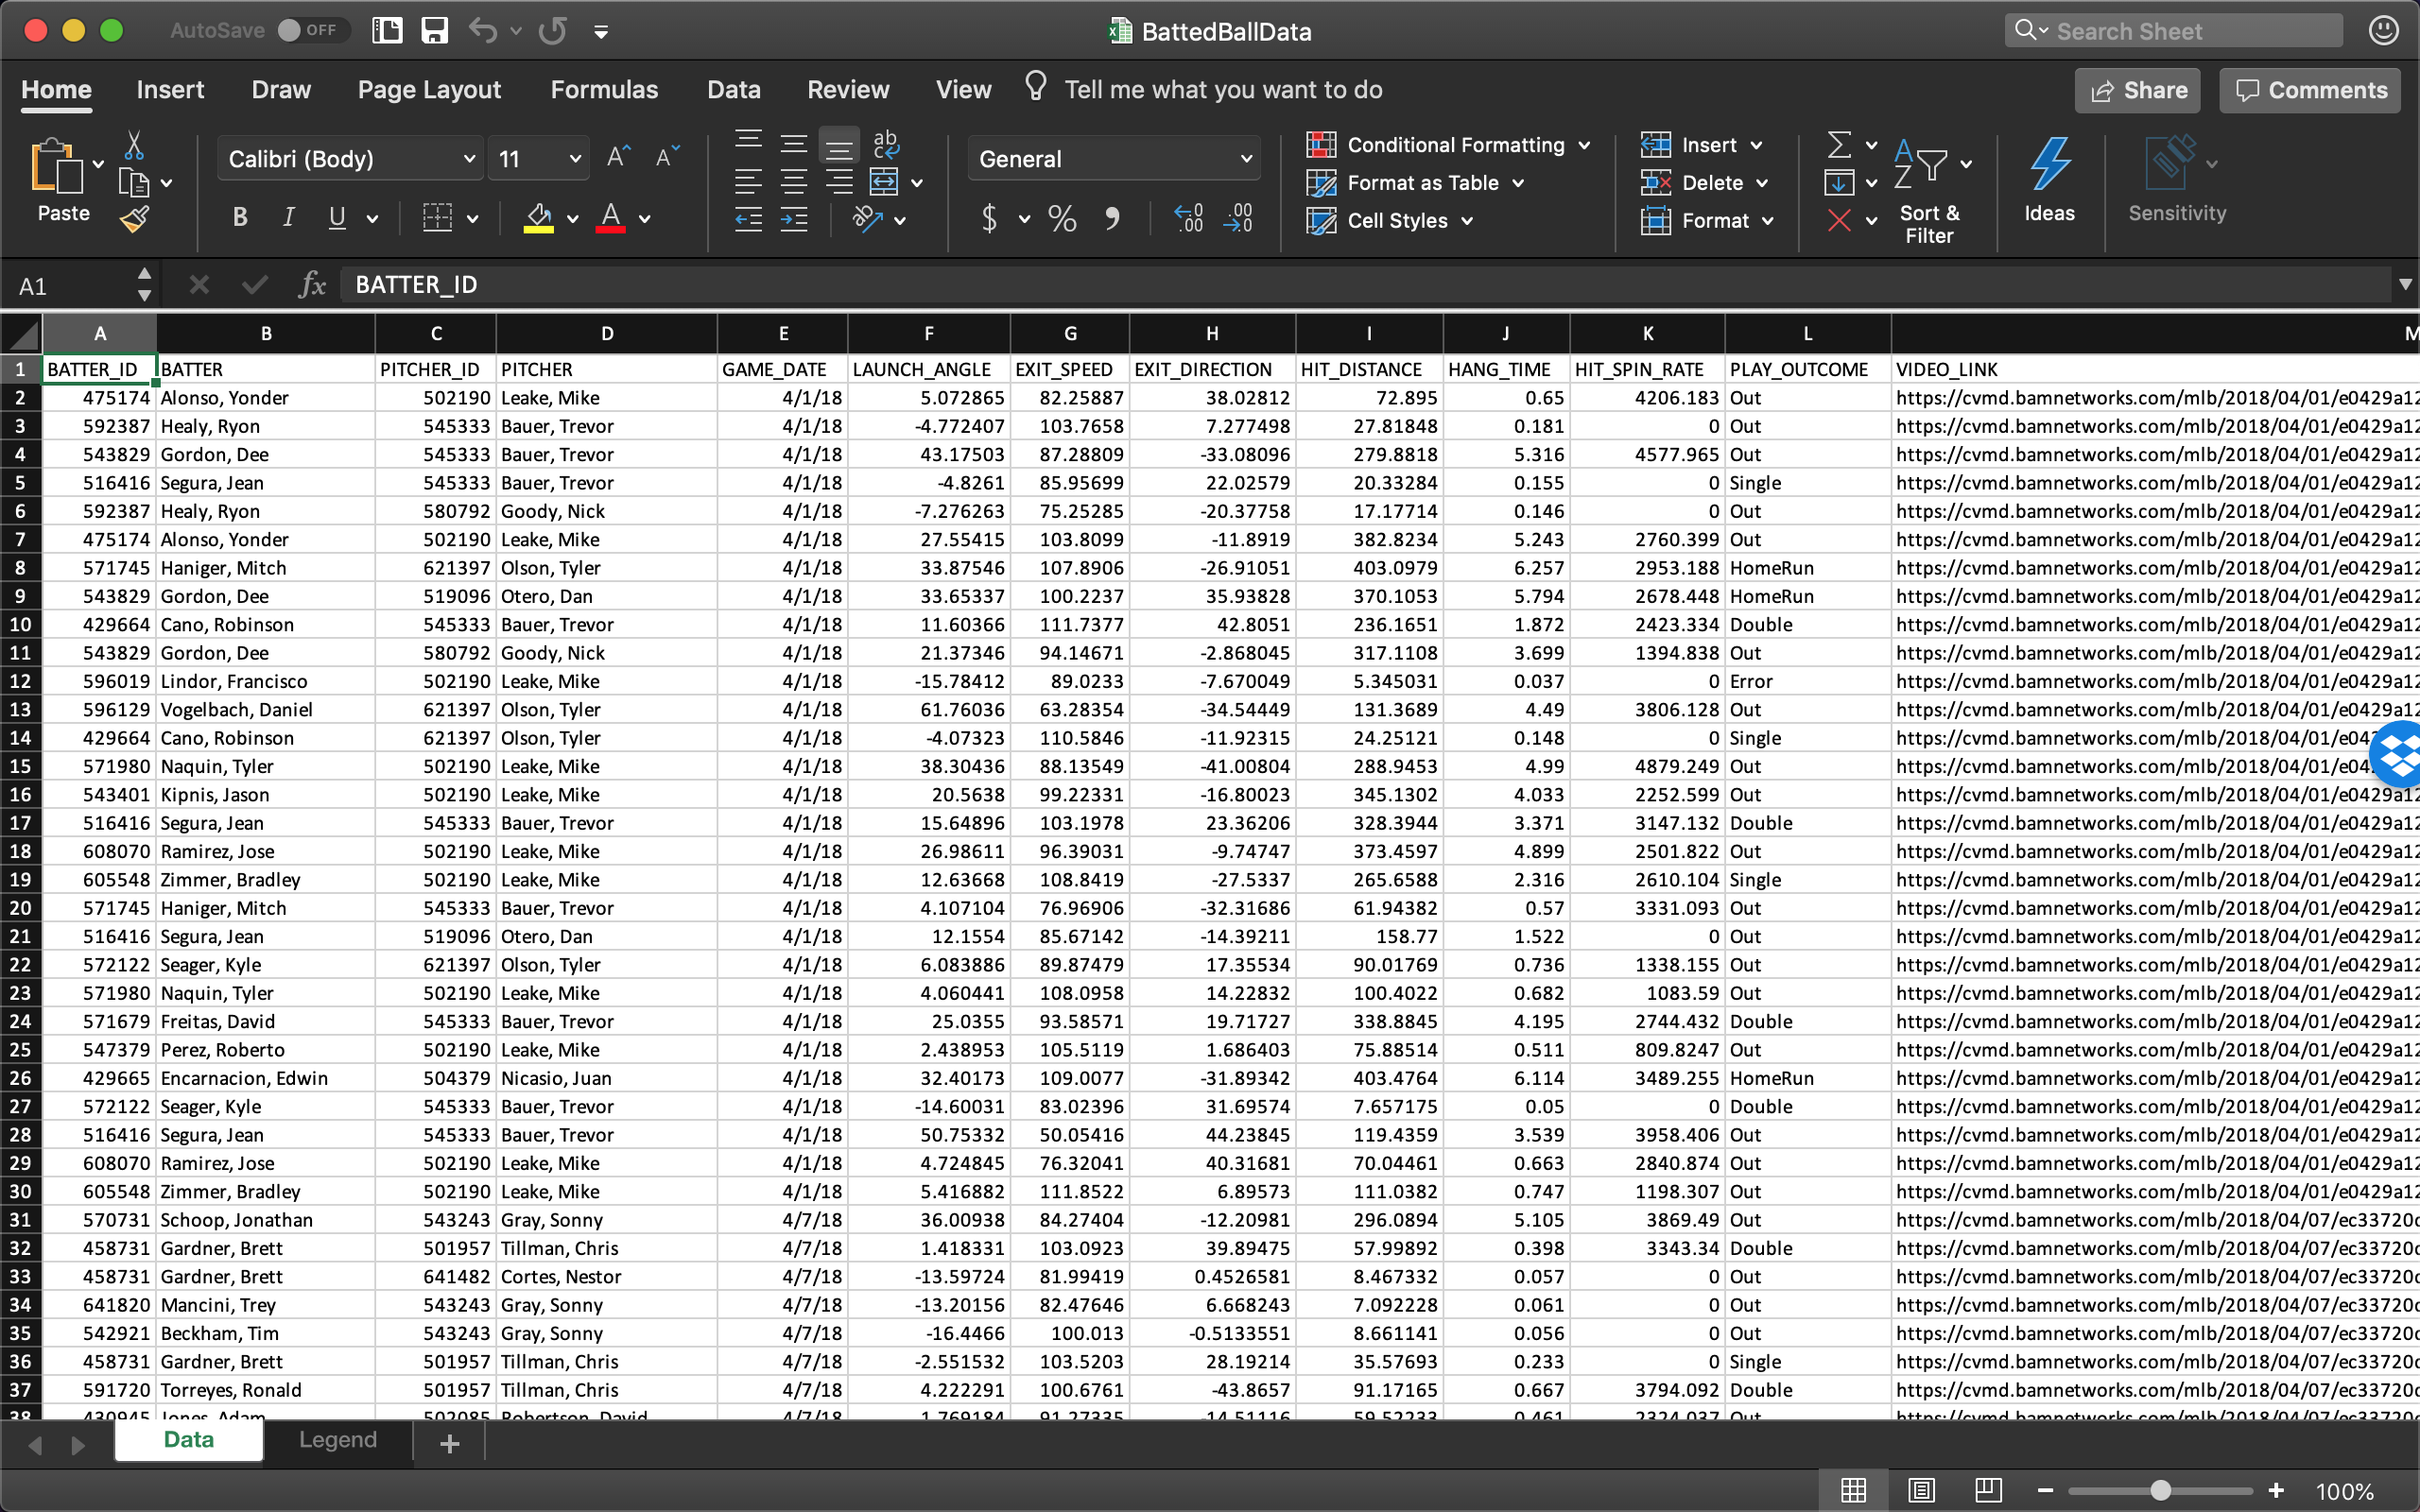 AutoSave OFF BattedBallData Search Sheet
Home Insert Draw Page Layout Formulas Data Review View Tell me what you want to do Share Comments
Paste Calibri (Body) 11 A A ab General Conditional Formatting Insert
Format as Table Delete
Cell Styles Format
B I U A $ % , .00 .00 Sort & Filter Ideas Sensitivity
A1 fx BATTER_ID
A B C D E F G H I J K L M
1 BATTER_ID BATTER PITCHER_ID PITCHER GAME_DATE LAUNCH_ANGLE EXIT_SPEED EXIT_DIRECTION HIT_DISTANCE HANG_TIME HIT_SPIN_RATE PLAY_OUTCOME VIDEO_LINK
2 475174 Alonso, Yonder 502190 Leake, Mike 4/1/18 5.072865 82.25887 38.02812 72.895 0.65 4206.183 Out https://cvmd.bamnetworks.com/mlb/2018/04/01/e0429a12
3 592387 Healy, Ryon 545333 Bauer, Trevor 4/1/18 -4.772407 103.7658 7.277498 27.81848 0.181 0 Out https://cvmd.bamnetworks.com/mlb/2018/04/01/e0429a12
4 543829 Gordon, Dee 545333 Bauer, Trevor 4/1/18 43.17503 87.28809 -33.08096 279.8818 5.316 4577.965 Out https://cvmd.bamnetworks.com/mlb/2018/04/01/e0429a12
5 516416 Segura, Jean 545333 Bauer, Trevor 4/1/18 -4.8261 85.95699 22.02579 20.33284 0.155 0 Single https://cvmd.bamnetworks.com/mlb/2018/04/01/e0429a12
6 592387 Healy, Ryon 580792 Goody, Nick 4/1/18 -7.276263 75.25285 -20.37758 17.17714 0.146 0 Out https://cvmd.bamnetworks.com/mlb/2018/04/01/e0429a12
7 475174 Alonso, Yonder 502190 Leake, Mike 4/1/18 27.55415 103.8099 -11.8919 382.8234 5.243 2760.399 Out https://cvmd.bamnetworks.com/mlb/2018/04/01/e0429a12
8 571745 Haniger, Mitch 621397 Olson, Tyler 4/1/18 33.87546 107.8906 -26.91051 403.0979 6.257 2953.188 HomeRun https://cvmd.bamnetworks.com/mlb/2018/04/01/e0429a12
9 543829 Gordon, Dee 519096 Otero, Dan 4/1/18 33.65337 100.2237 35.93828 370.1053 5.794 2678.448 HomeRun https://cvmd.bamnetworks.com/mlb/2018/04/01/e0429a12
10 429664 Cano, Robinson 545333 Bauer, Trevor 4/1/18 11.60366 111.7377 42.8051 236.1651 1.872 2423.334 Double https://cvmd.bamnetworks.com/mlb/2018/04/01/e0429a12
11 543829 Gordon, Dee 580792 Goody, Nick 4/1/18 21.37346 94.14671 -2.868045 317.1108 3.699 1394.838 Out https://cvmd.bamnetworks.com/mlb/2018/04/01/e0429a12
12 596019 Lindor, Francisco 502190 Leake, Mike 4/1/18 -15.78412 89.0233 -7.670049 5.345031 0.037 0 Error https://cvmd.bamnetworks.com/mlb/2018/04/01/e0429a12
13 596129 Vogelbach, Daniel 621397 Olson, Tyler 4/1/18 61.76036 63.28354 -34.54449 131.3689 4.49 3806.128 Out https://cvmd.bamnetworks.com/mlb/2018/04/01/e0429a12
14 429664 Cano, Robinson 621397 Olson, Tyler 4/1/18 -4.07323 110.5846 -11.92315 24.25121 0.148 0 Single https://cvmd.bamnetworks.com/mlb/2018/04/01/e04
15 571980 Naquin, Tyler 502190 Leake, Mike 4/1/18 38.30436 88.13549 -41.00804 288.9453 4.99 4879.249 Out https://cvmd.bamnetworks.com/mlb/2018/04/01/e04
16 543401 Kipnis, Jason 502190 Leake, Mike 4/1/18 20.5638 99.22331 -16.80023 345.1302 4.033 2252.599 Out https://cvmd.bamnetworks.com/mlb/2018/04/01/e0429a12
17 516416 Segura, Jean 545333 Bauer, Trevor 4/1/18 15.64896 103.1978 23.36206 328.3944 3.371 3147.132 Double https://cvmd.bamnetworks.com/mlb/2018/04/01/e0429a12
18 608070 Ramirez, Jose 502190 Leake, Mike 4/1/18 26.98611 96.39031 -9.74747 373.4597 4.899 2501.822 Out https://cvmd.bamnetworks.com/mlb/2018/04/01/e0429a12
19 605548 Zimmer, Bradley 502190 Leake, Mike 4/1/18 12.63668 108.8419 -27.5337 265.6588 2.316 2610.104 Single https://cvmd.bamnetworks.com/mlb/2018/04/01/e0429a12
20 571745 Haniger, Mitch 545333 Bauer, Trevor 4/1/18 4.107104 76.96906 -32.31686 61.94382 0.57 3331.093 Out https://cvmd.bamnetworks.com/mlb/2018/04/01/e0429a12
21 516416 Segura, Jean 519096 Otero, Dan 4/1/18 12.1554 85.67142 -14.39211 158.77 1.522 0 Out https://cvmd.bamnetworks.com/mlb/2018/04/01/e0429a12
22 572122 Seager, Kyle 621397 Olson, Tyler 4/1/18 6.083886 89.87479 17.35534 90.01769 0.736 1338.155 Out https://cvmd.bamnetworks.com/mlb/2018/04/01/e0429a12
23 571980 Naquin, Tyler 502190 Leake, Mike 4/1/18 4.060441 108.0958 14.22832 100.4022 0.682 1083.59 Out https://cvmd.bamnetworks.com/mlb/2018/04/01/e0429a12
24 571679 Freitas, David 545333 Bauer, Trevor 4/1/18 25.0355 93.58571 19.71727 338.8845 4.195 2744.432 Double https://cvmd.bamnetworks.com/mlb/2018/04/01/e0429a12
25 547379 Perez, Roberto 502190 Leake, Mike 4/1/18 2.438953 105.5119 1.686403 75.88514 0.511 809.8247 Out https://cvmd.bamnetworks.com/mlb/2018/04/01/e0429a12
26 429665 Encarnacion, Edwin 504379 Nicasio, Juan 4/1/18 32.40173 109.0077 -31.89342 403.4764 6.114 3489.255 HomeRun https://cvmd.bamnetworks.com/mlb/2018/04/01/e0429a12
27 572122 Seager, Kyle 545333 Bauer, Trevor 4/1/18 -14.60031 83.02396 31.69574 7.657175 0.05 0 Double https://cvmd.bamnetworks.com/mlb/2018/04/01/e0429a12
28 516416 Segura, Jean 545333 Bauer, Trevor 4/1/18 50.75332 50.05416 44.23845 119.4359 3.539 3958.406 Out https://cvmd.bamnetworks.com/mlb/2018/04/01/e0429a12
29 608070 Ramirez, Jose 502190 Leake, Mike 4/1/18 4.724845 76.32041 40.31681 70.04461 0.663 2840.874 Out https://cvmd.bamnetworks.com/mlb/2018/04/01/e0429a12
30 605548 Zimmer, Bradley 502190 Leake, Mike 4/1/18 5.416882 111.8522 6.89573 111.0382 0.747 1198.307 Out https://cvmd.bamnetworks.com/mlb/2018/04/01/e0429a12
31 570731 Schoop, Jonathan 543243 Gray, Sonny 4/7/18 36.00938 84.27404 -12.20981 296.0894 5.105 3869.49 Out https://cvmd.bamnetworks.com/mlb/2018/04/07/ec33720c
32 458731 Gardner, Brett 501957 Tillman, Chris 4/7/18 1.418331 103.0923 39.89475 57.99892 0.398 3343.34 Double https://cvmd.bamnetworks.com/mlb/2018/04/07/ec33720c
33 458731 Gardner, Brett 641482 Cortes, Nestor 4/7/18 -13.59724 81.99419 0.4526581 8.467332 0.057 0 Out https://cvmd.bamnetworks.com/mlb/2018/04/07/ec33720c
34 641820 Mancini, Trey 543243 Gray, Sonny 4/7/18 -13.20156 82.47646 6.668243 7.092228 0.061 0 Out https://cvmd.bamnetworks.com/mlb/2018/04/07/ec33720c
35 542921 Beckham, Tim 543243 Gray, Sonny 4/7/18 -16.4466 100.013 -0.5133551 8.661141 0.056 0 Out https://cvmd.bamnetworks.com/mlb/2018/04/07/ec33720c
36 458731 Gardner, Brett 501957 Tillman, Chris 4/7/18 -2.551532 103.5203 28.19214 35.57693 0.233 0 Single https://cvmd.bamnetworks.com/mlb/2018/04/07/ec33720c
37 591720 Torreyes, Ronald 501957 Tillman, Chris 4/7/18 4.222291 100.6761 -43.8657 91.17165 0.667 3794.092 Double https://cvmd.bamnetworks.com/mlb/2018/04/07/ec33720c
38 430945 Jones, Adam 502085 Robertson, David 4/7/18 1.769184 91.27335 -14.51116 59.52233 0.461 2324.037 Out
Data Legend +
100%